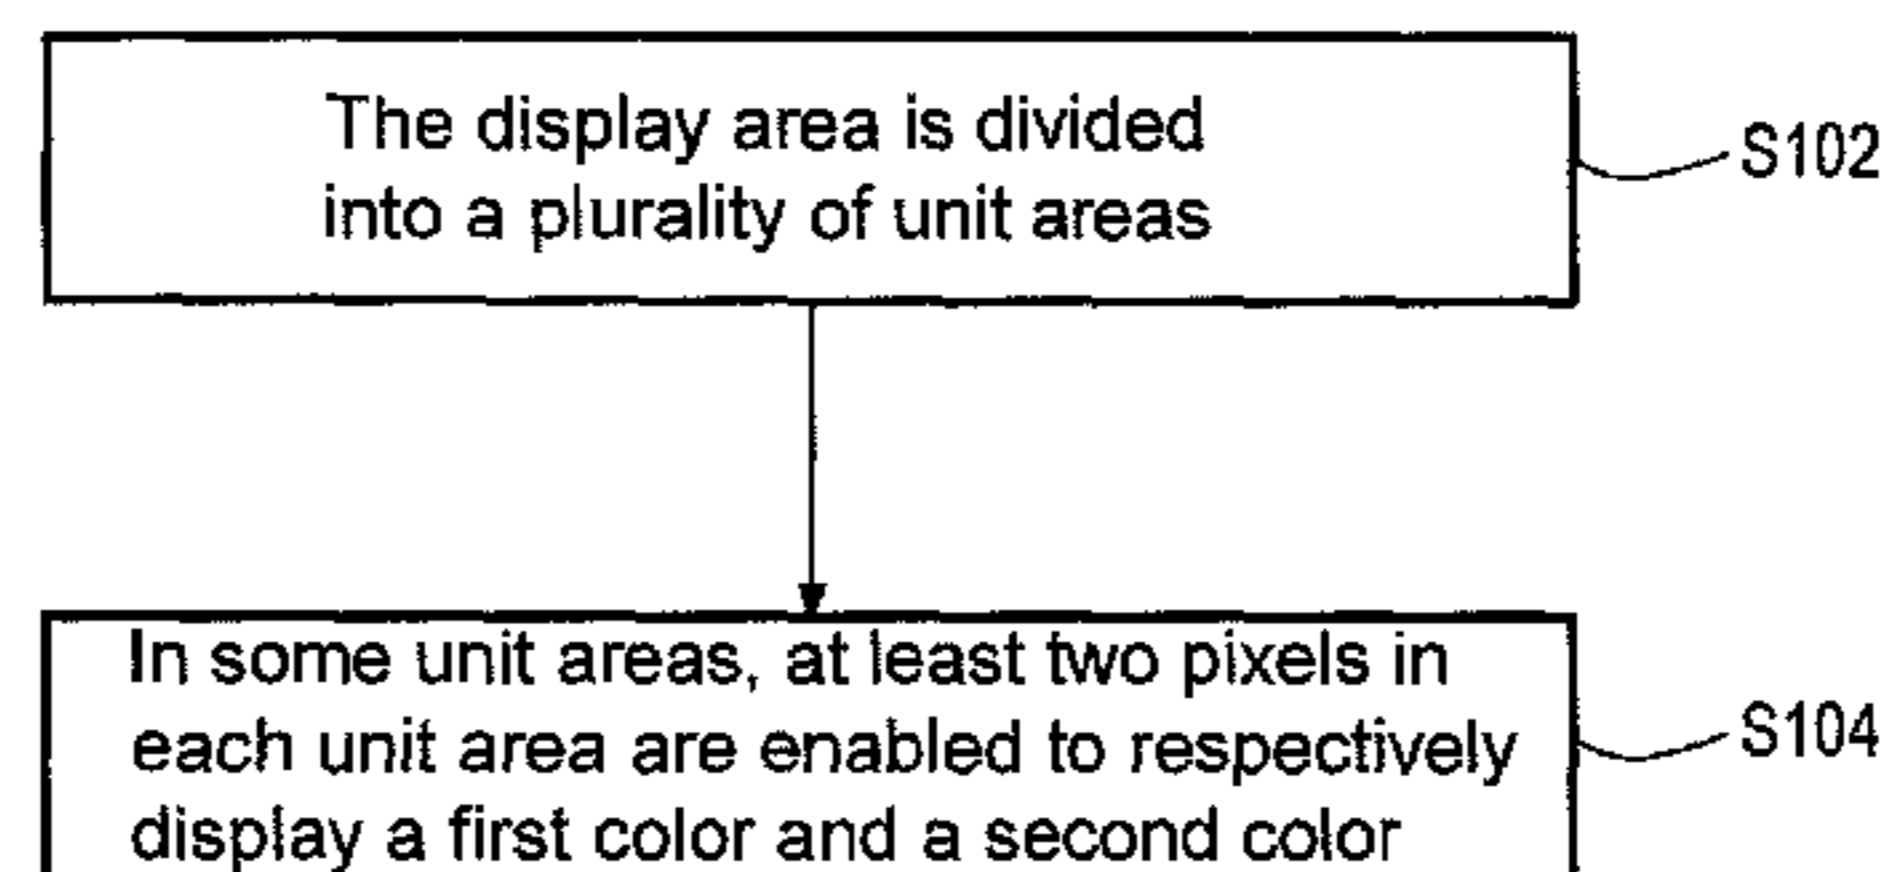 The display area is divided
into a plurality of unit areas
S102
In some unit areas, at least two pixels in
each unit area are enabled to respectively
display a first color and a second color
S104